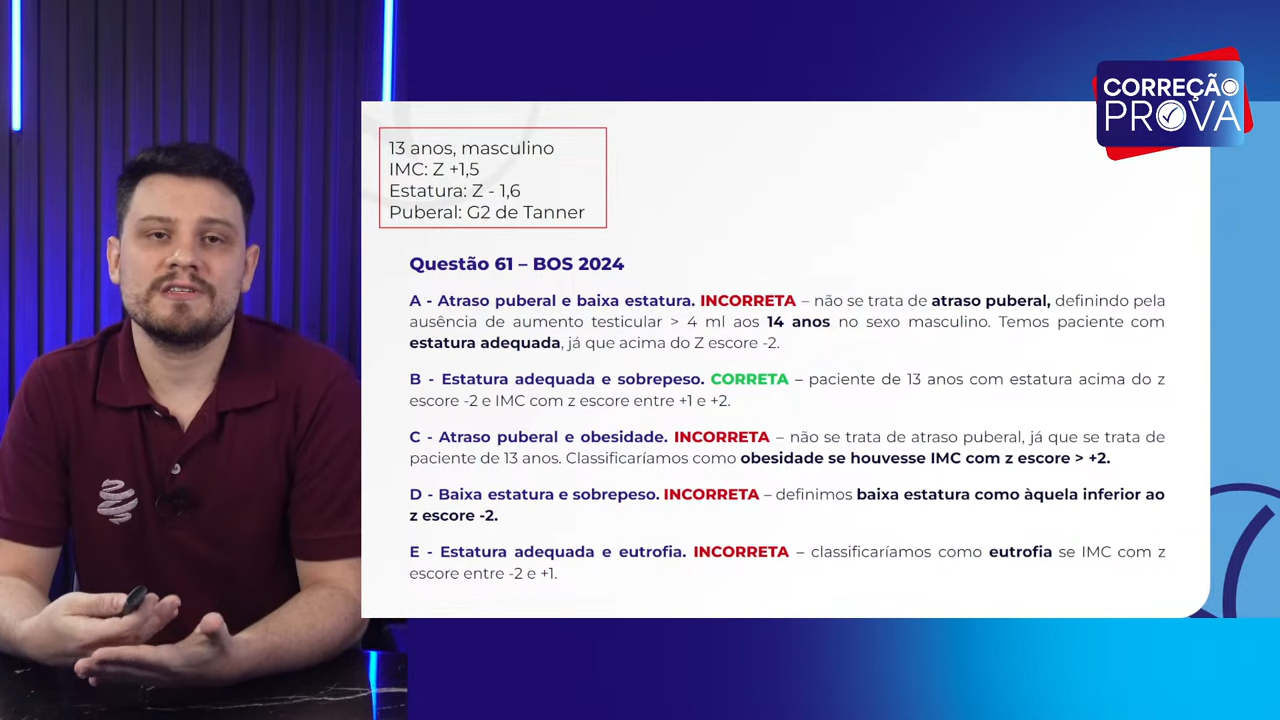 CORREÇÃO
PROVA
13 anos, masculino
IMC: Z +1,5
Estatura: Z - 1,6
Puberal: G2 de Tanner
Questão 61 – BOS 2024
A - Atraso puberal e baixa estatura. INCORRETA – não se trata de atraso puberal, definindo pela
ausência de aumento testicular > 4 ml aos 14 anos no sexo masculino. Temos paciente com
estatura adequada, já que acima do Z escore -2.
B - Estatura adequada e sobrepeso. CORRETA – paciente de 13 anos com estatura acima do z
escore -2 e IMC com z escore entre +1 e +2.
C - Atraso puberal e obesidade. INCORRETA – não se trata de atraso puberal, já que se trata de
paciente de 13 anos. Classificaríamos como obesidade se houvesse IMC com z escore > +2.
D - Baixa estatura e sobrepeso. INCORRETA – definimos baixa estatura como àquela inferior ao
z escore -2.
E - Estatura adequada e eutrofia. INCORRETA – classificaríamos como eutrofia se IMC com z
escore entre -2 e +1.